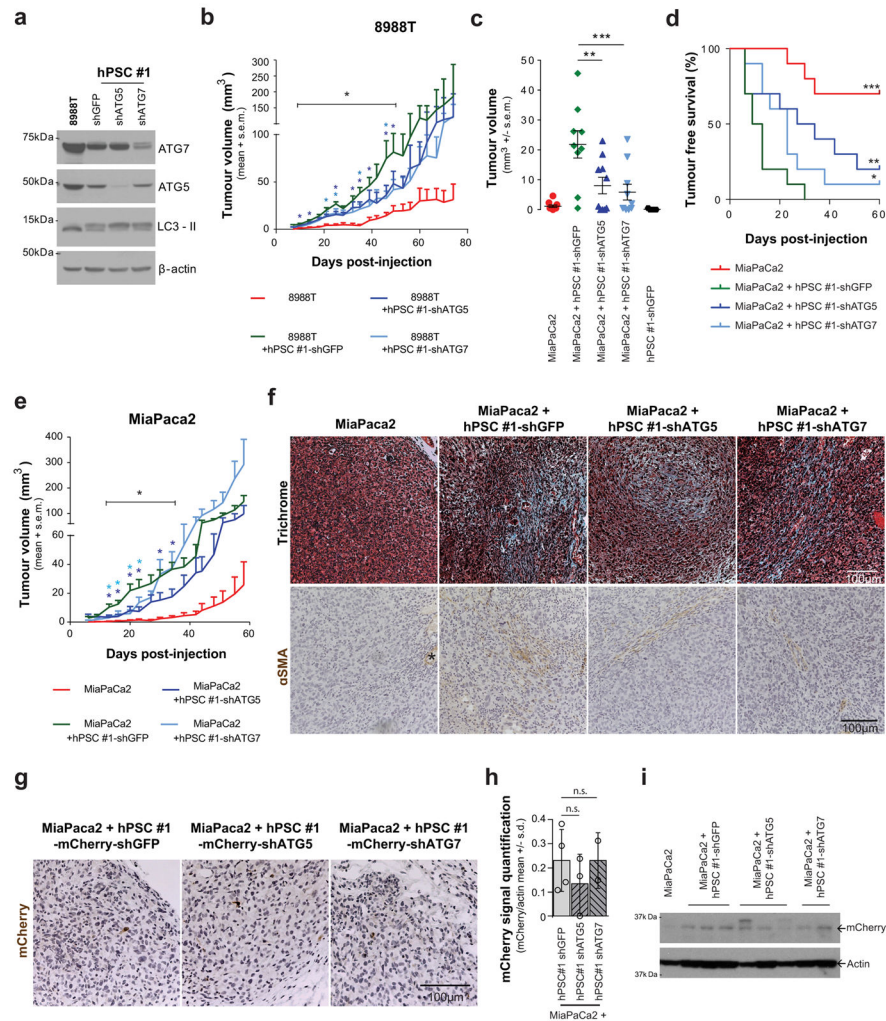 a
hPSC #1
8988T
shGFP
shATG5
shATG7
75kDa
ATG7
50kDa
ATG5
15kDa
LC3 - II
50kDa
β-actin
b
8988T
Tumour volume (mm3)
(mean + s.e.m.)
300
250
200
150
100
50
0
*
0 20 40 60 80
Days post-injection
8988T
8988T
+hPSC #1-shATG5
8988T
+hPSC #1-shGFP
8988T
+hPSC #1-shATG7
c
Tumour volume
(mm3 +/- s.e.m.)
50
40
30
20
10
0
***
**
MiaPaCa2
MiaPaCa2 + hPSC #1-shGFP
MiaPaCa2 + hPSC #1-shATG5
MiaPaCa2 + hPSC #1-shATG7
hPSC #1-shGFP
d
Tumour free survival (%)
100
50
0
***
**
*
0 20 40 60
Days post-injection
MiaPaCa2
MiaPaCa2 + hPSC #1-shGFP
MiaPaCa2 + hPSC #1-shATG5
MiaPaCa2 + hPSC #1-shATG7
e
MiaPaca2
Tumour volume (mm3)
(mean + s.e.m.)
400
300
200
100
60
40
20
0
*
0 20 40 60
Days post-injection
MiaPaCa2
MiaPaCa2
+hPSC #1-shATG5
MiaPaCa2
+hPSC #1-shGFP
MiaPaCa2
+hPSC #1-shATG7
f
MiaPaca2
MiaPaca2 +
hPSC #1-shGFP
MiaPaca2 +
hPSC #1-shATG5
MiaPaca2 +
hPSC #1-shATG7
Trichrome
100μm
αSMA
*
100μm
g
MiaPaca2 + hPSC #1
-mCherry-shGFP
MiaPaca2 + hPSC #1
-mCherry-shATG5
MiaPaca2 + hPSC #1
-mCherry-shATG7
mCherry
100μm
h
mCherry signal quantification
(mCherry/actin mean +/- s.d.)
n.s.
n.s.
0.4
0.3
0.2
0.1
0
hPSC#1 shGFP
hPSC#1 shATG5
hPSC#1 shATG7
MiaPaCa2 +
i
MiaPaCa2
MiaPaCa2 +
hPSC #1-shGFP
MiaPaCa2 +
hPSC #1-shATG5
MiaPaCa2 +
hPSC #1-shATG7
37k Da
mCherry
37k Da
Actin